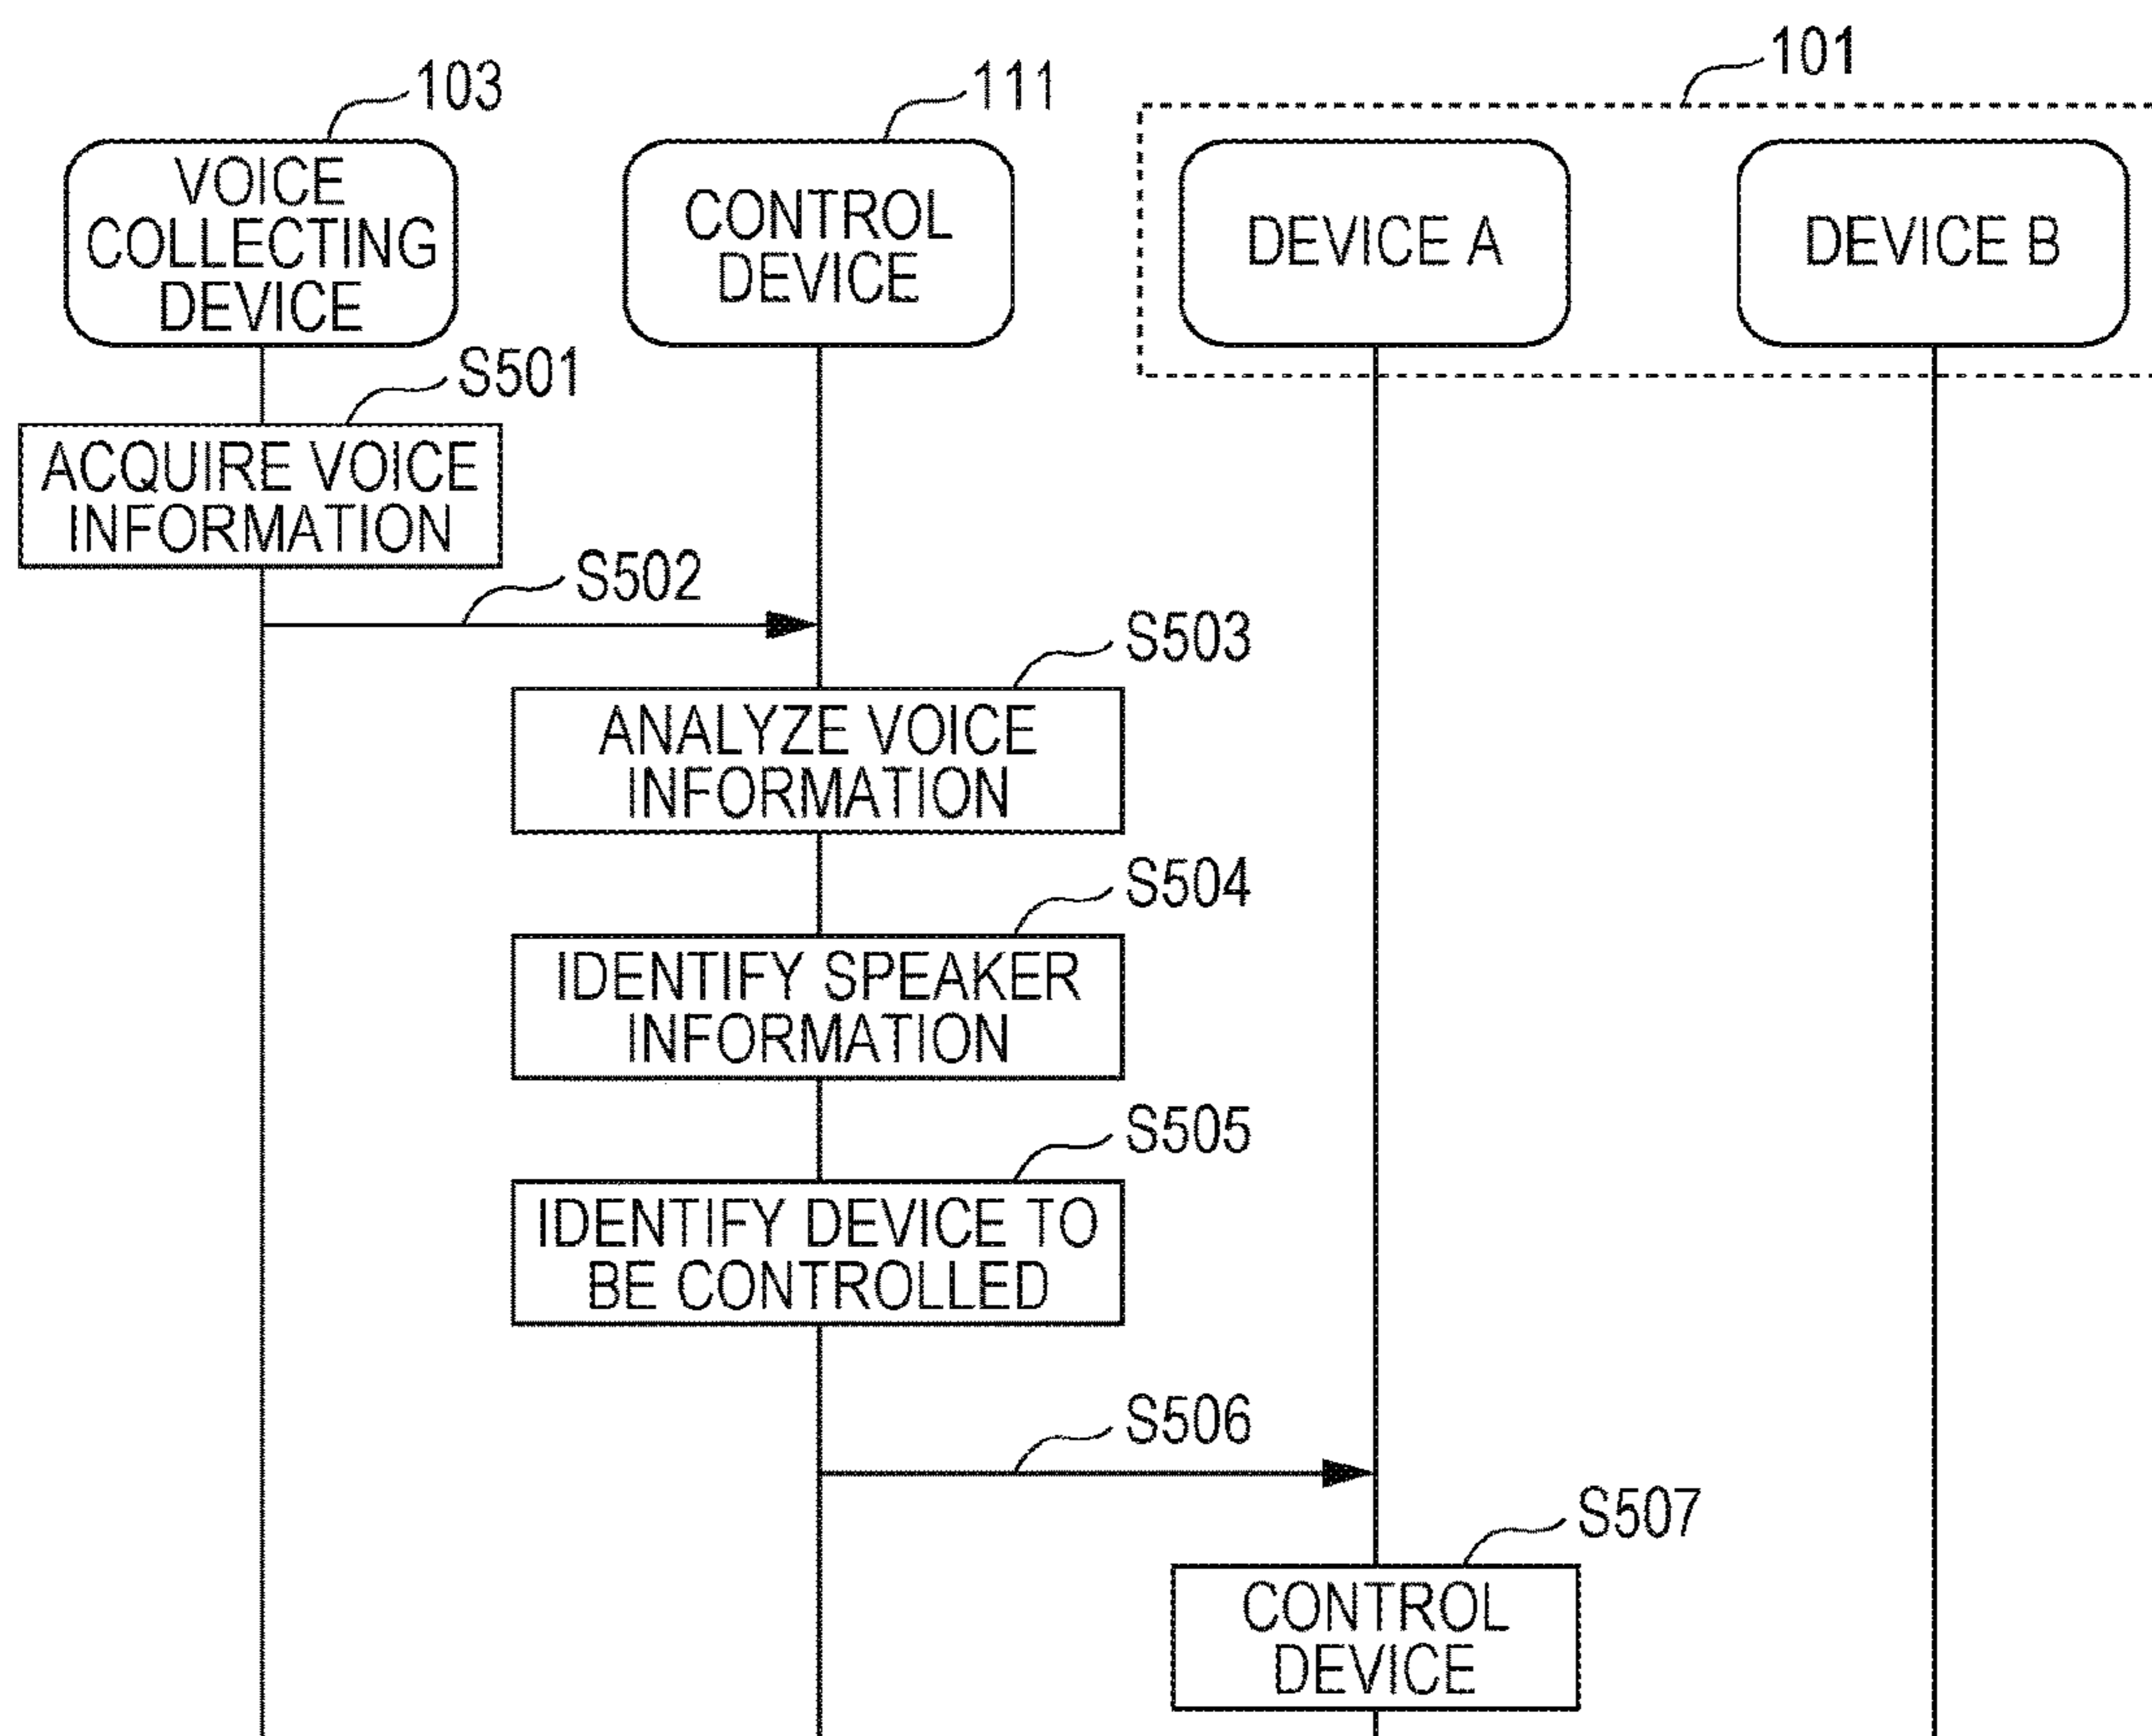 101
103
111
VOICE
COLLECTING
DEVICE
CONTROL
DEVICE
DEVICE A
DEVICE B
S501
ACQUIRE VOICE
INFORMATION
S502
S503
ANALYZE VOICE
INFORMATION
S504
IDENTIFY SPEAKER
INFORMATION
S505
IDENTIFY DEVICE TO
BE CONTROLLED
S506
S507
CONTROL
DEVICE